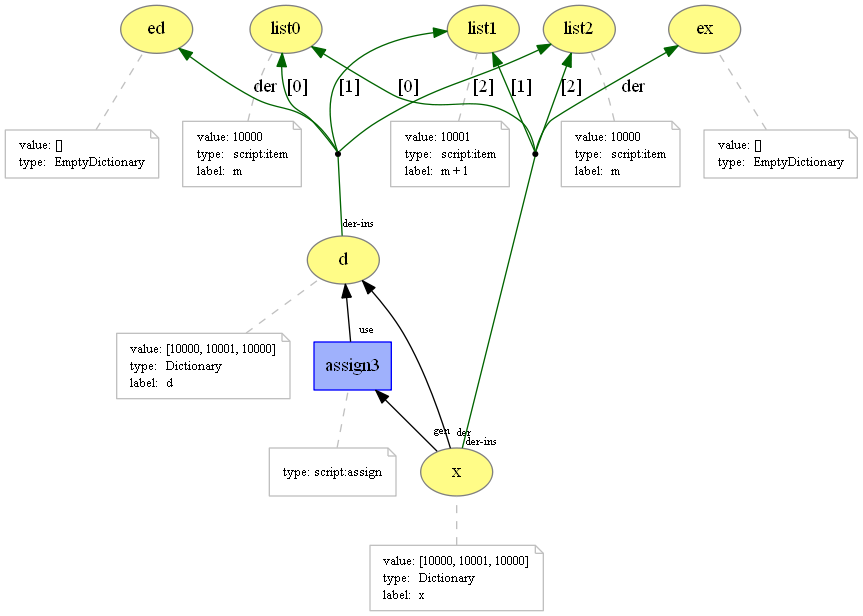 ed
list0
list1
list2
ex
der
[0]
[1]
[0]
[2]
[1]
[2]
der
value: []
type: EmptyDictionary
value: 10000
type: script:item
label: m
value: 10001
type: script:item
label: m + 1
value: 10000
type: script:item
label: m
value: []
type: EmptyDictionary
der-ins
d
use
value: [10000, 10001, 10000]
type: Dictionary
label: d
assign3
gen
der
der-ins
type: script:assign
x
value: [10000, 10001, 10000]
type: Dictionary
label: x